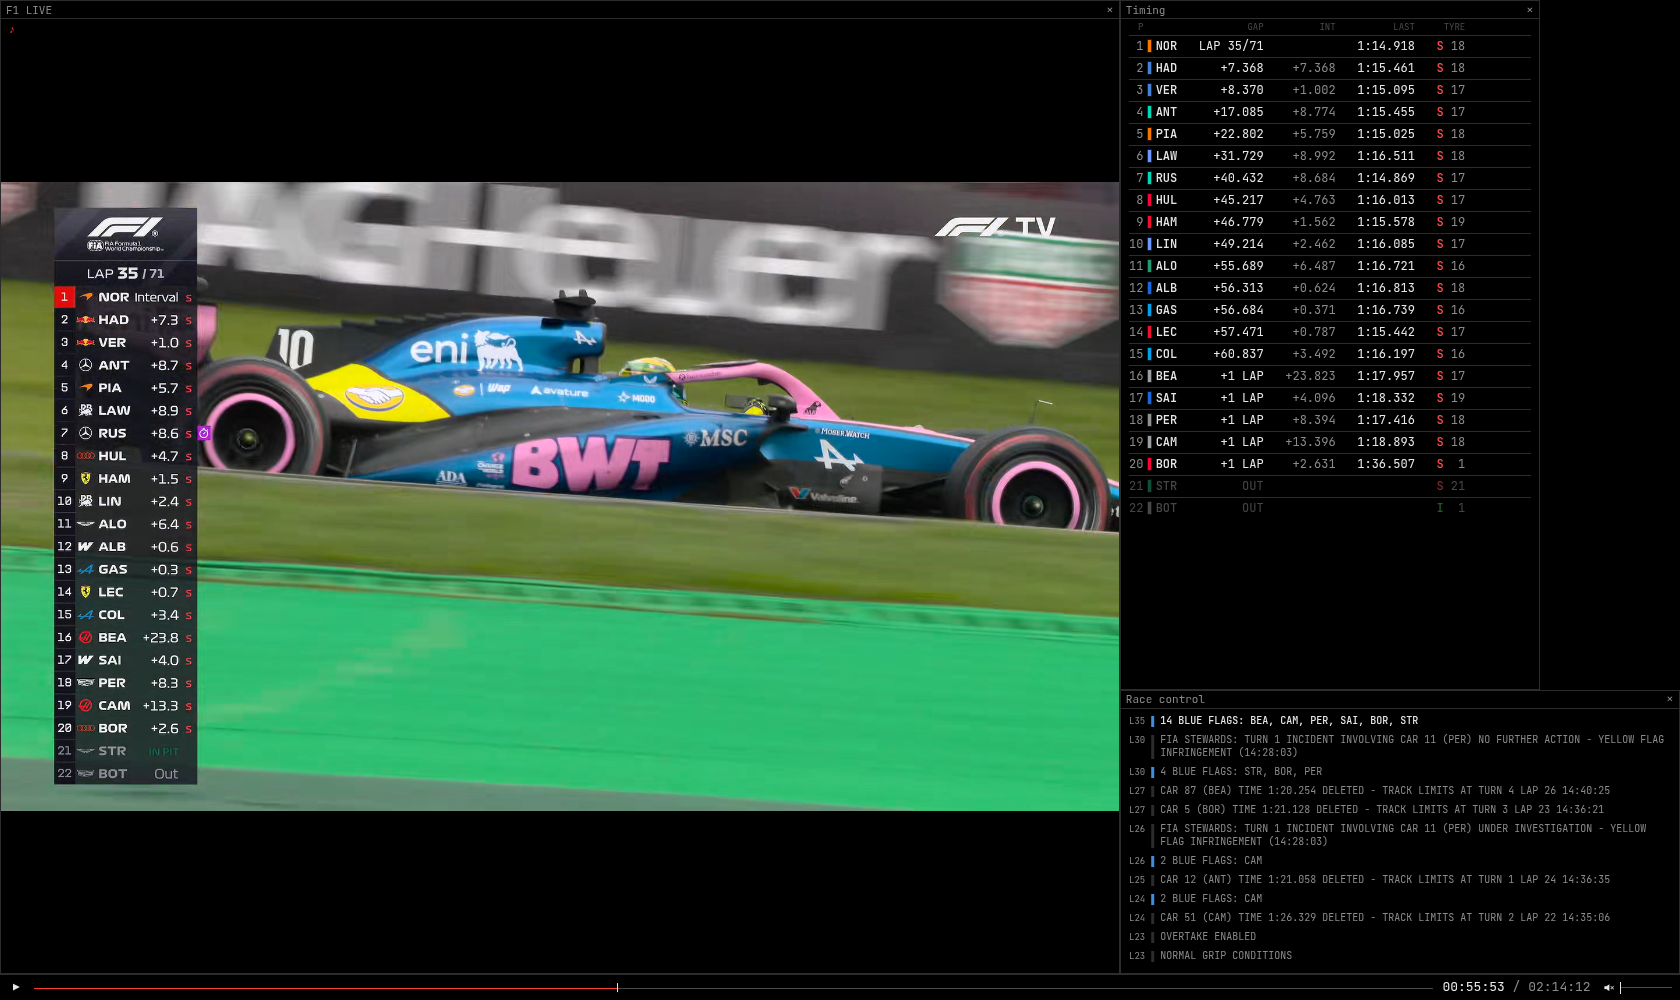 F1 LIVE ×
TAG Heuer
F1 TV
F1
FIA Formula 1
World Championship
LAP 35 / 71
1 NOR Interval S
2 HAD +7.3 S
3 VER +1.0 S
4 ANT +8.7 S
5 PIA +5.7 S
6 LAW +8.9 S
7 RUS +8.6 S
8 HUL +4.7 S
9 HAM +1.5 S
10 LIN +2.4 S
11 ALO +6.4 S
12 ALB +0.6 S
13 GAS +0.3 S
14 LEC +0.7 S
15 COL +3.4 S
16 BEA +23.8 S
17 SAI +4.0 S
18 PER +8.3 S
19 CAM +13.3 S
20 BOR +2.6 S
21 STR IN PIT
22 BOT Out
10
eni
avature
MODO
BWT
MSC
MOSER.WATCH
ADA
Valvoline
Timing ×
P GAP INT LAST TYRE
1 NOR LAP 35/71 1:14.918 S 18
2 HAD +7.368 +7.368 1:15.461 S 18
3 VER +8.370 +1.002 1:15.095 S 17
4 ANT +17.085 +8.774 1:15.455 S 17
5 PIA +22.802 +5.759 1:15.025 S 18
6 LAW +31.729 +8.992 1:16.511 S 18
7 RUS +40.432 +8.684 1:14.869 S 17
8 HUL +45.217 +4.763 1:16.013 S 17
9 HAM +46.779 +1.562 1:15.578 S 19
10 LIN +49.214 +2.462 1:16.085 S 17
11 ALO +55.689 +6.487 1:16.721 S 16
12 ALB +56.313 +0.624 1:16.813 S 18
13 GAS +56.684 +0.371 1:16.739 S 16
14 LEC +57.471 +0.787 1:15.442 S 17
15 COL +60.837 +3.492 1:16.197 S 16
16 BEA +1 LAP +23.823 1:17.957 S 17
17 SAI +1 LAP +4.096 1:18.332 S 19
18 PER +1 LAP +8.394 1:17.416 S 18
19 CAM +1 LAP +13.396 1:18.893 S 18
20 BOR +1 LAP +2.631 1:36.507 S 1
21 STR OUT S 21
22 BOT OUT I 1
Race control ×
L35 14 BLUE FLAGS: BEA, CAM, PER, SAI, BOR, STR
L30 FIA STEWARDS: TURN 1 INCIDENT INVOLVING CAR 11 (PER) NO FURTHER ACTION - YELLOW FLAG
INFRINGEMENT (14:28:03)
L30 4 BLUE FLAGS: STR, BOR, PER
L27 CAR 87 (BEA) TIME 1:20.254 DELETED - TRACK LIMITS AT TURN 4 LAP 26 14:40:25
L27 CAR 5 (BOR) TIME 1:21.128 DELETED - TRACK LIMITS AT TURN 3 LAP 23 14:36:21
L26 FIA STEWARDS: TURN 1 INCIDENT INVOLVING CAR 11 (PER) UNDER INVESTIGATION - YELLOW
FLAG INFRINGEMENT (14:28:03)
L26 2 BLUE FLAGS: CAM
L25 CAR 12 (ANT) TIME 1:21.058 DELETED - TRACK LIMITS AT TURN 1 LAP 24 14:36:35
L24 2 BLUE FLAGS: CAM
L24 CAR 51 (CAM) TIME 1:26.329 DELETED - TRACK LIMITS AT TURN 2 LAP 22 14:35:06
L23 OVERTAKE ENABLED
L23 NORMAL GRIP CONDITIONS
00:55:53 / 02:14:12